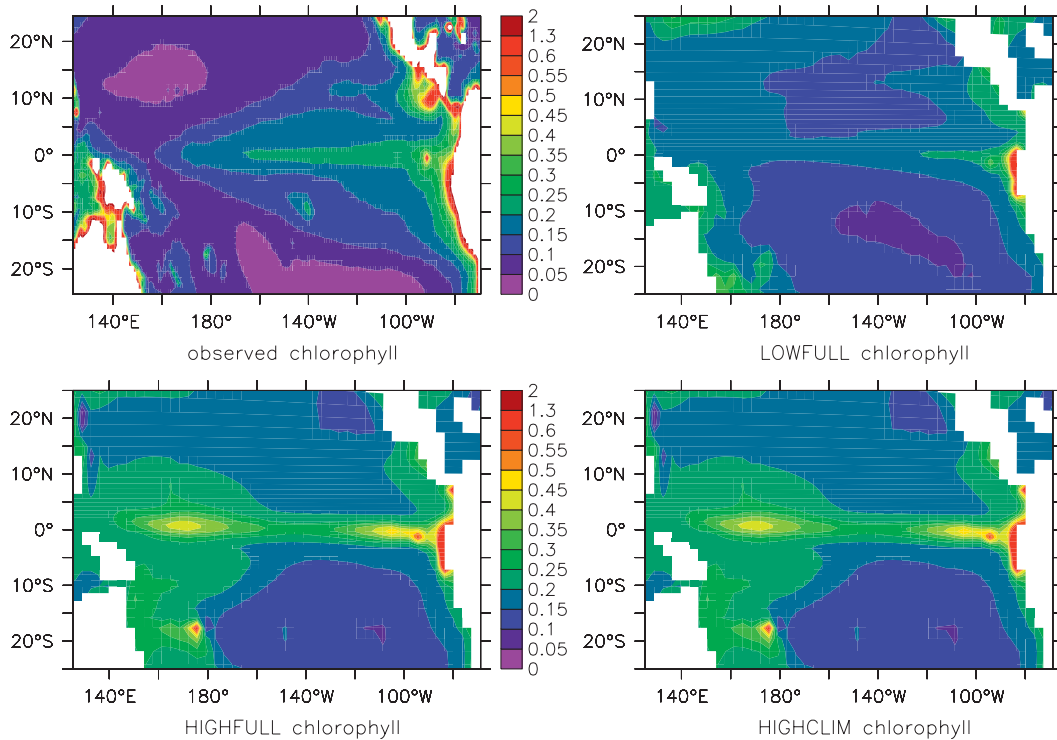 20°N
10°N
0°
10°S
20°S
140°E 180° 140°W 100°W
observed chlorophyll
2
1.3
0.6
0.55
0.5
0.45
0.4
0.35
0.3
0.25
0.2
0.15
0.1
0.05
0
20°N
10°N
0°
10°S
20°S
140°E 180° 140°W 100°W
LOWFULL chlorophyll
20°N
10°N
0°
10°S
20°S
140°E 180° 140°W 100°W
HIGHFULL chlorophyll
2
1.3
0.6
0.55
0.5
0.45
0.4
0.35
0.3
0.25
0.2
0.15
0.1
0.05
0
20°N
10°N
0°
10°S
20°S
140°E 180° 140°W 100°W
HIGHCLIM chlorophyll